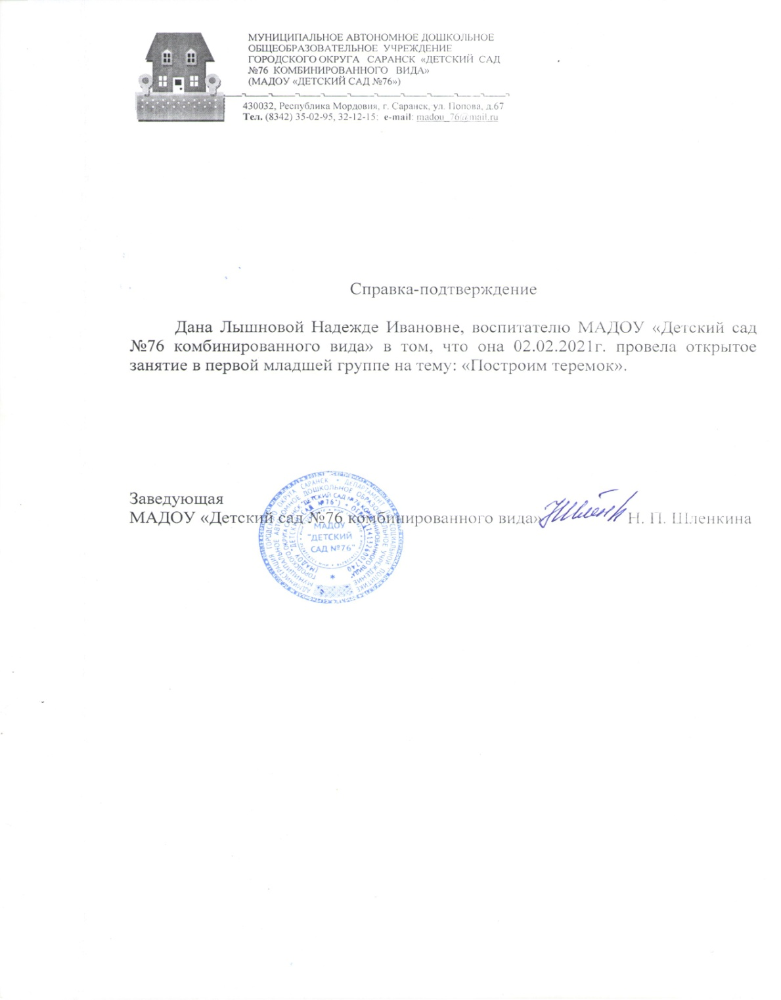 МУНИЦИПАЛЬНОЕ АВТОНОМНОЕ ДОШКОЛЬНОЕ
ОБЩЕОБРАЗОВАТЕЛЬНОЕ УЧРЕЖДЕНИЕ
ГОРОДСКОГО ОКРУГА САРАНСК «ДЕТСКИЙ САД
№76 КОМБИНИРОВАННОГО ВИДА»
(МАДОУ «ДЕТСКИЙ САД №76»)
430032, Республика Мордовия, г. Саранск, ул. Попова, д.67
Тел. (8342) 35-02-95, 32-12-15; e-mail: madou_76@mail.ru
Справка-подтверждение
Дана Лышновой Надежде Ивановне, воспитателю МАДОУ «Детский сад
№76 комбинированного вида» в том, что она 02.02.2021г. провела открытое
занятие в первой младшей группе на тему: «Построим теремок».
Заведующая
МАДОУ «Детский сад №76 комбинированного вида» Н. П. Шленкина
МАДОУ
"ДЕТСКИЙ
САД №76"